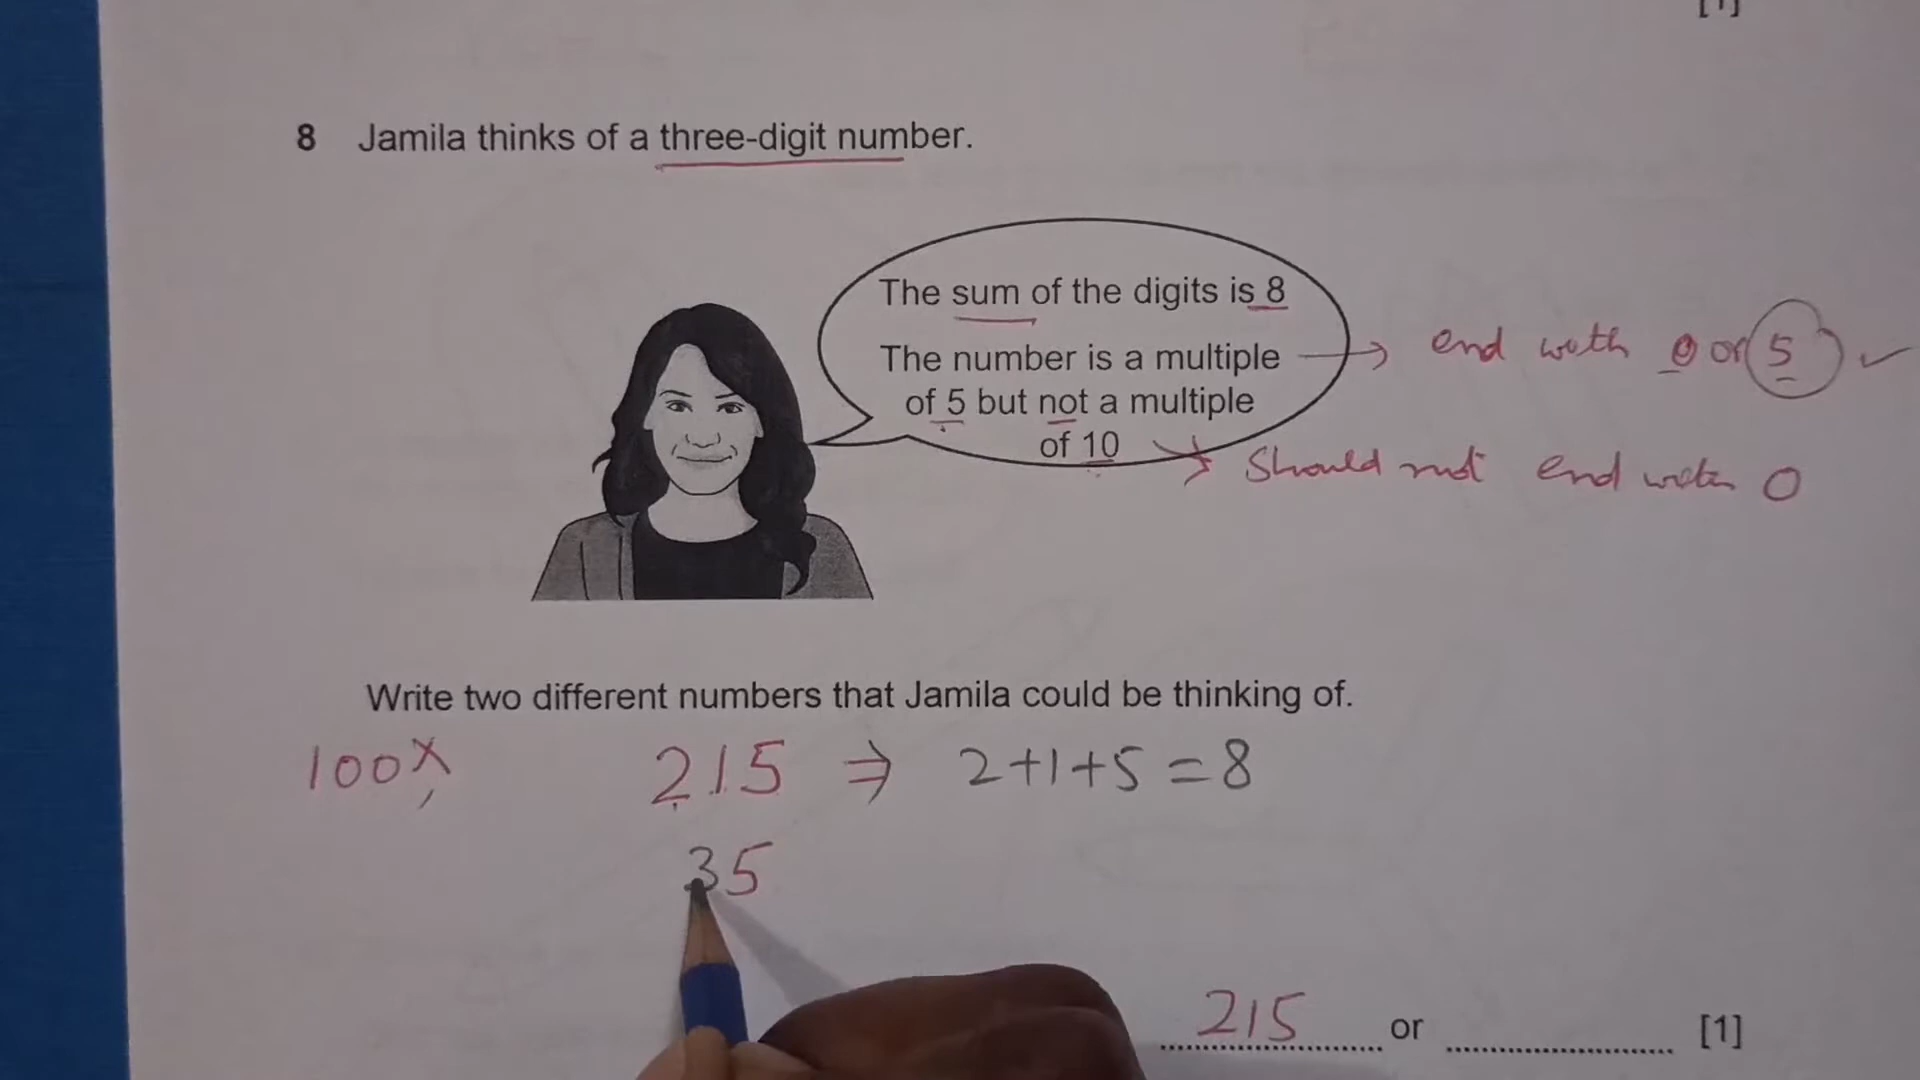 [1]
8 Jamila thinks of a three-digit number.
The sum of the digits is 8
The number is a multiple
of 5 but not a multiple
of 10
end with 0 or 5 ✓
should not end with 0
Write two different numbers that Jamila could be thinking of.
100x, 215 ⇒ 2+1+5=8
35
215 or [1]